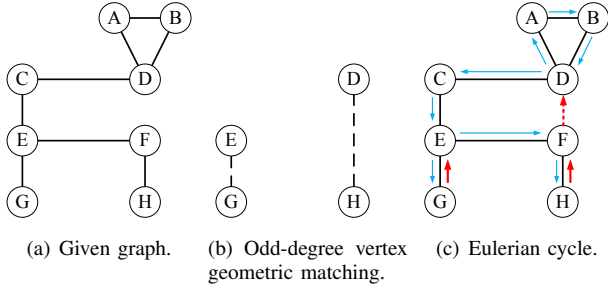 A B A B
C D D C D
E F E E F
G H G H G H
(a) Given graph. (b) Odd-degree vertex (c) Eulerian cycle.
geometric matching.